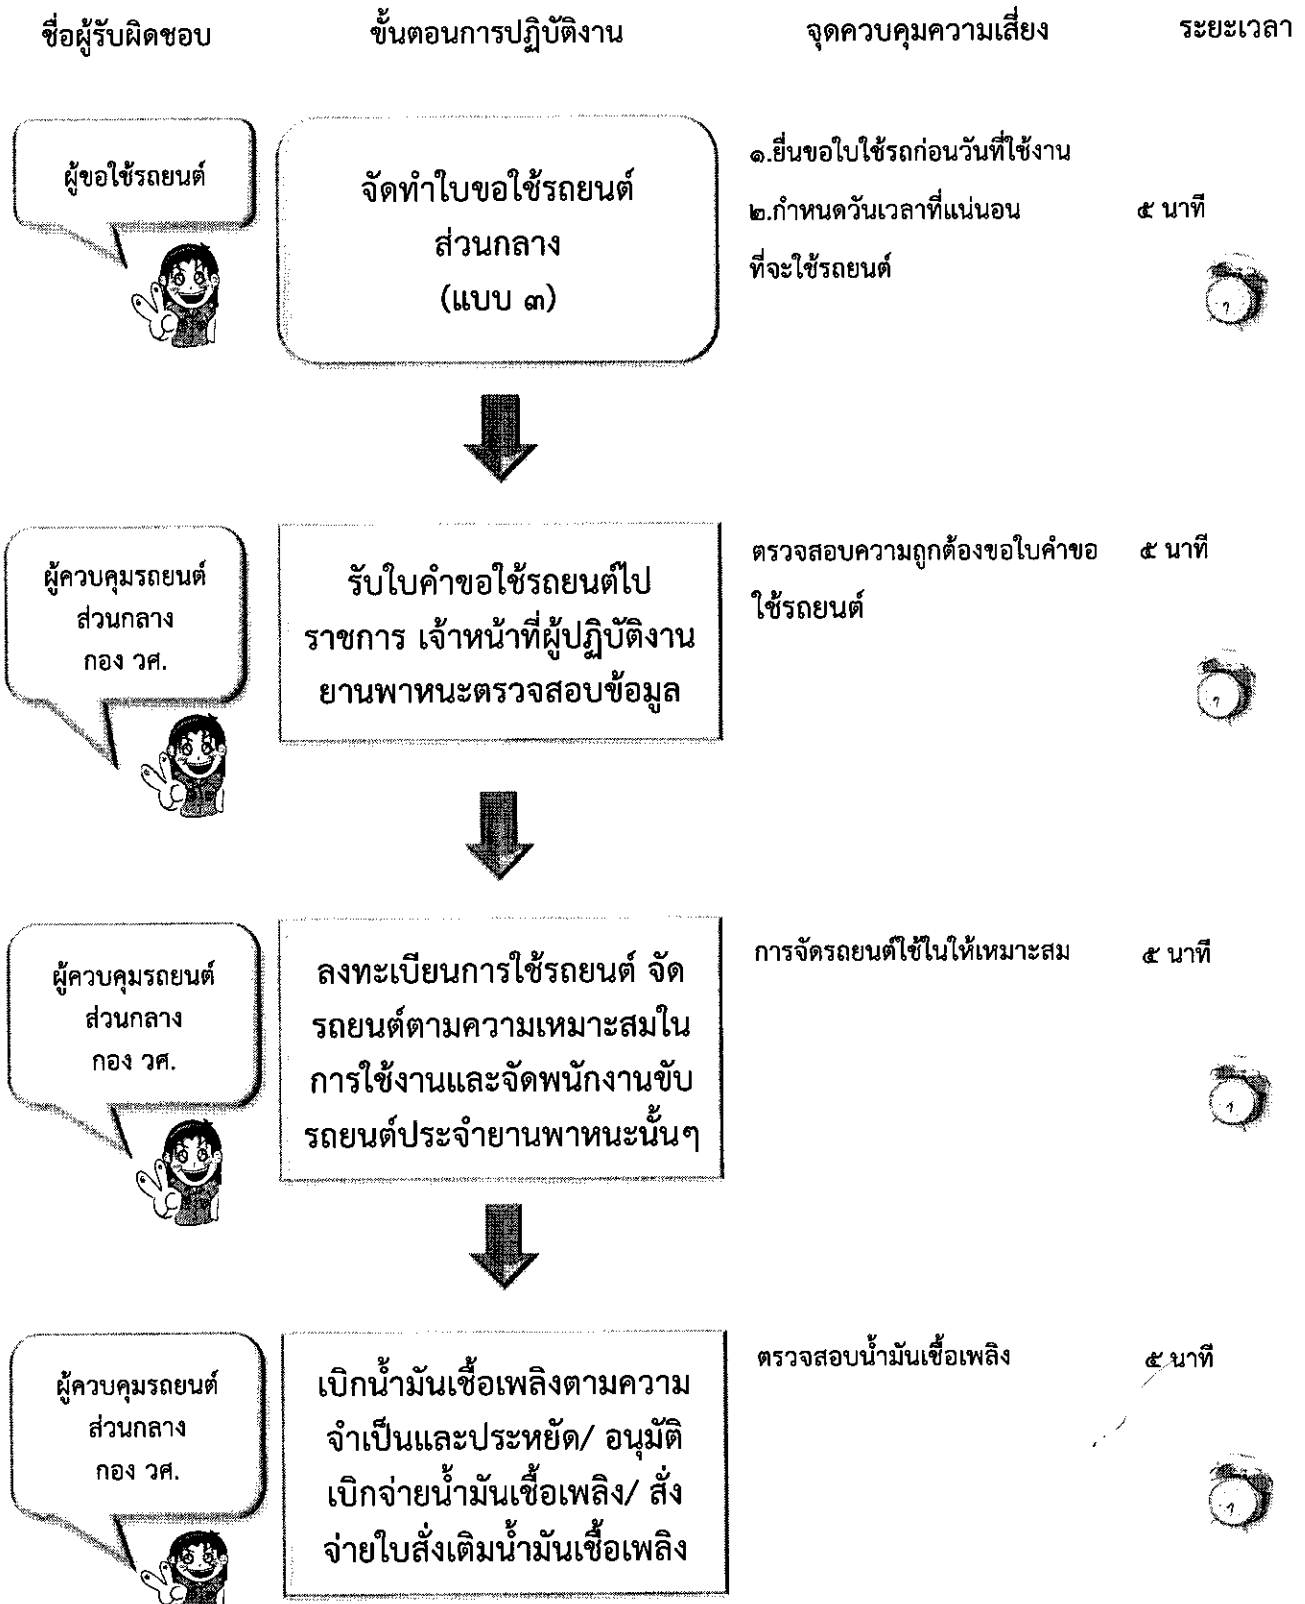 ชื่อผู้รับผิดชอบ ขั้นตอนการปฏิบัติงาน จุดควบคุมความเสี่ยง ระยะเวลา
ผู้ขอใช้รถยนต์
จัดทำใบขอใช้รถยนต์
ส่วนกลาง
(แบบ ๓)
๑.ยื่นขอใบใช้รถก่อนวันที่ใช้งาน
๒.กำหนดวันเวลาที่แน่นอน
ที่จะใช้รถยนต์
๕ นาที
ผู้ควบคุมรถยนต์
ส่วนกลาง
กอง วศ.
รับใบคำขอใช้รถยนต์ไป
ราชการ เจ้าหน้าที่ผู้ปฏิบัติงาน
ยานพาหนะตรวจสอบข้อมูล
ตรวจสอบความถูกต้องขอใบคำขอ
ใช้รถยนต์
๕ นาที
ผู้ควบคุมรถยนต์
ส่วนกลาง
กอง วศ.
ลงทะเบียนการใช้รถยนต์ จัด
รถยนต์ตามความเหมาะสมใน
การใช้งานและจัดพนักงานขับ
รถยนต์ประจำยานพาหนะนั้นๆ
การจัดรถยนต์ใช้ในให้เหมาะสม
๕ นาที
ผู้ควบคุมรถยนต์
ส่วนกลาง
กอง วศ.
เบิกน้ำมันเชื้อเพลิงตามความ
จำเป็นและประหยัด/ อนุมัติ
เบิกจ่ายน้ำมันเชื้อเพลิง/ สั่ง
จ่ายใบสั่งเติมน้ำมันเชื้อเพลิง
ตรวจสอบน้ำมันเชื้อเพลิง
๕ นาที